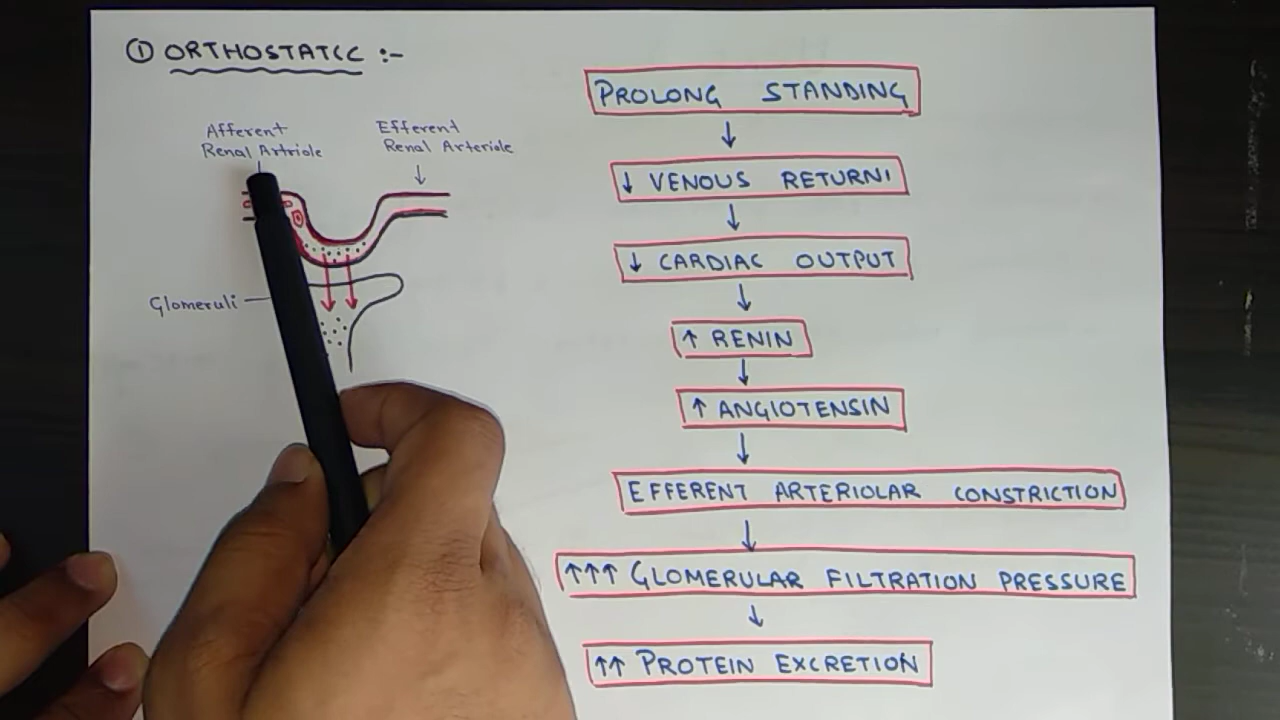 ① ORTHOSTATIC :-
Afferent
Renal Artriole
Efferent
Renal Arteriole
Glomeruli
PROLONG STANDING
↓
↓ VENOUS RETURN!
↓
↓ CARDIAC OUTPUT
↓
↑ RENIN
↓
↑ ANGIOTENSIN
↓
EFFERENT ARTERIOLAR CONSTRICTION
↓
↑↑↑ GLOMERULAR FILTRATION PRESSURE
↓
↑↑ PROTEIN EXCRETION